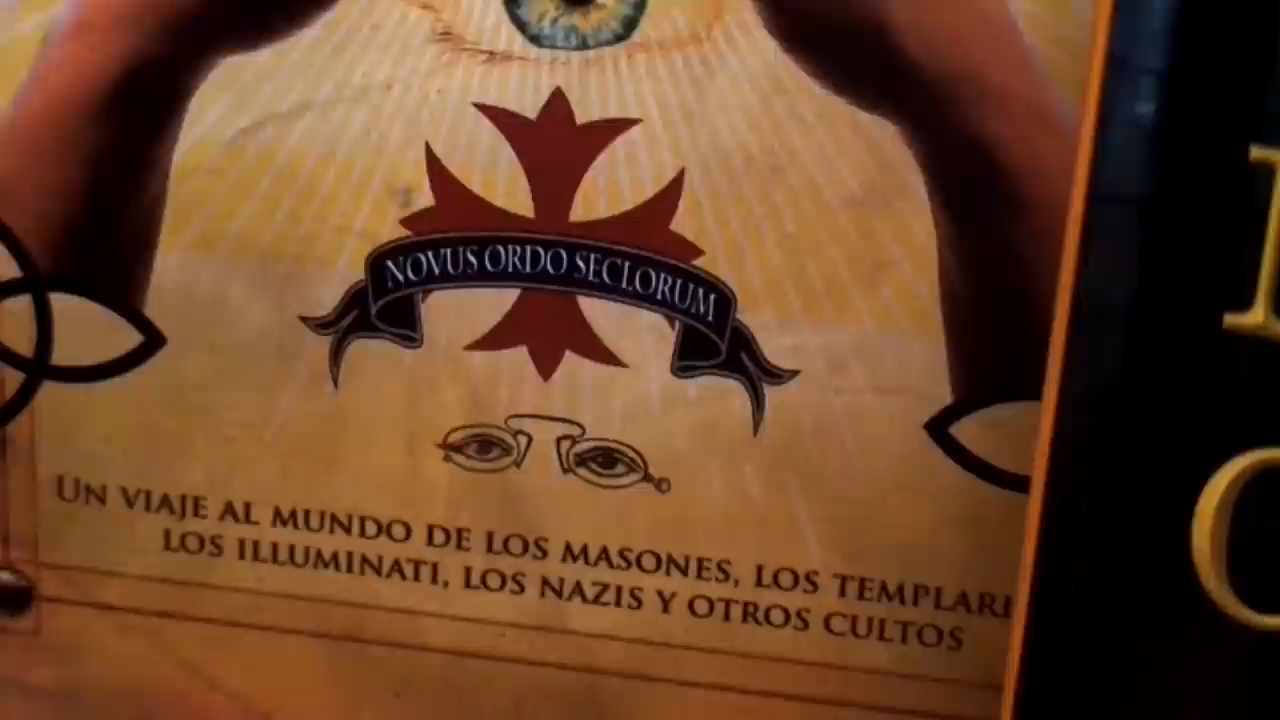 NOVUS ORDO SECLORUM
UN VIAJE AL MUNDO DE LOS MASONES, LOS TEMPLARI
LOS ILLUMINATI, LOS NAZIS Y OTROS CULTOS